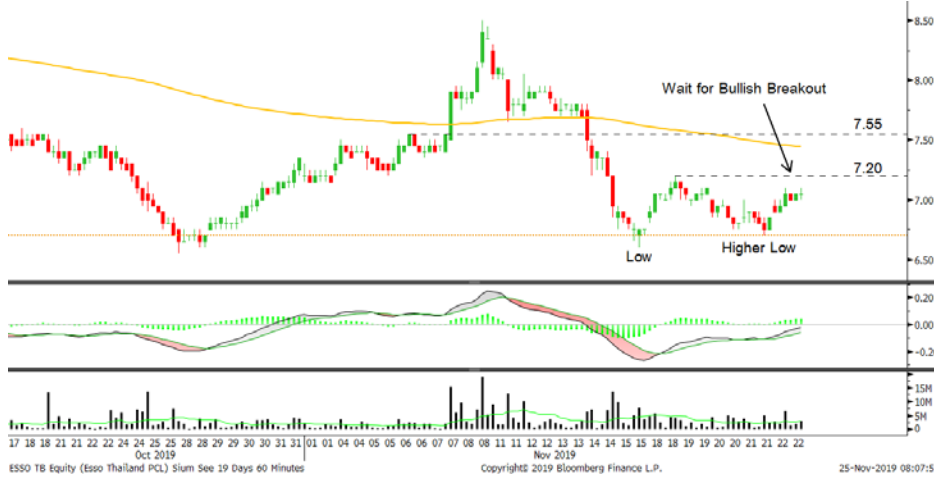 8.50
8.00
Wait for Bullish Breakout
7.55
7.50
7.20
7.00
Low
Higher Low
6.50
0.20
0.00
-0.2
15M
10M
5M
0
17 18 18 21 21 22 22 24 24 25 25 28 28 29 29 30 30 31 31 01 01 04 04 05 05 06 06 07 07 08 08 11 11 12 12 13 13 14 14 15 15 18 18 19 19 20 20 21 21 22 22
Oct 2019
Nov 2019
ESSO TB Equity (Esso Thailand PCL) Sium See 19 Days 60 Minutes
Copyright© 2019 Bloomberg Finance L.P.
25-Nov-2019 08:07:5